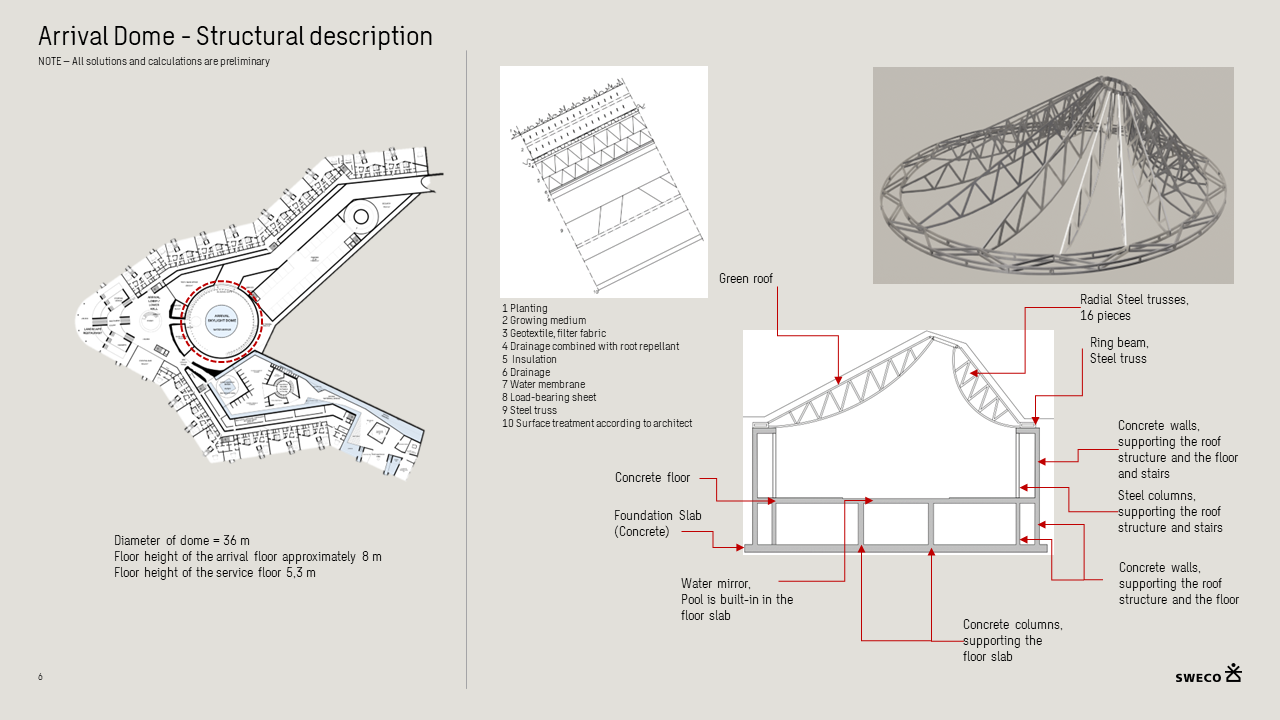 Arrival Dome - Structural description
NOTE – All solutions and calculations are preliminary
ARRIVAL
SKYLIGHT DOME
Diameter of dome = 36 m
Floor height of the arrival floor approximately 8 m
Floor height of the service floor 5,3 m
1 Planting
2 Growing medium
3 Geotextile, filter fabric
4 Drainage combined with root repellant
5 Insulation
6 Drainage
7 Water membrane
8 Load-bearing sheet
9 Steel truss
10 Surface treatment according to architect
Green roof
Radial Steel trusses,
16 pieces
Ring beam,
Steel truss
Concrete walls,
supporting the roof
structure and the floor
and stairs
Steel columns,
supporting the roof
structure and stairs
Concrete walls,
supporting the roof
structure and the floor
Concrete floor
Foundation Slab
(Concrete)
Water mirror,
Pool is built-in in the
floor slab
Concrete columns,
supporting the
floor slab
6
SWECO